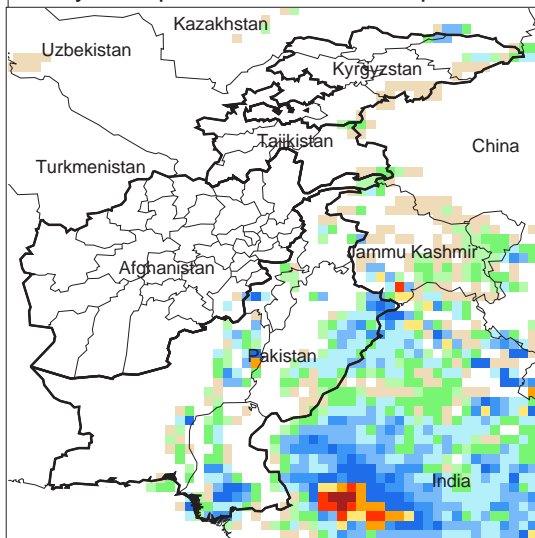 Kazakhstan
Uzbekistan
Kyrgyzstan
Tajikistan
China
Turkmenistan
Jammu Kashmir
Afghanistan
Pakistan
India